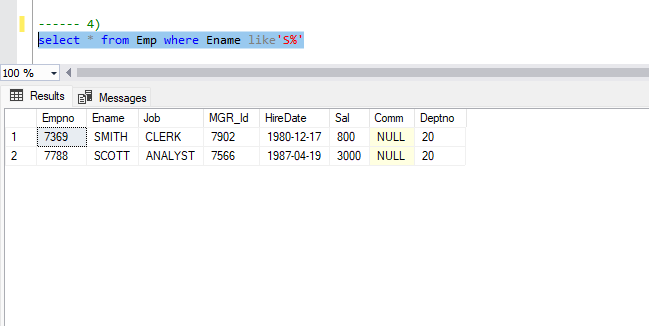 ------ 4)
select * from Emp where Ename like'S%'
100 %
Results Messages
Empno Ename Job MGR_Id HireDate Sal Comm Deptno
1 7369 SMITH CLERK 7902 1980-12-17 800 NULL 20
2 7788 SCOTT ANALYST 7566 1987-04-19 3000 NULL 20